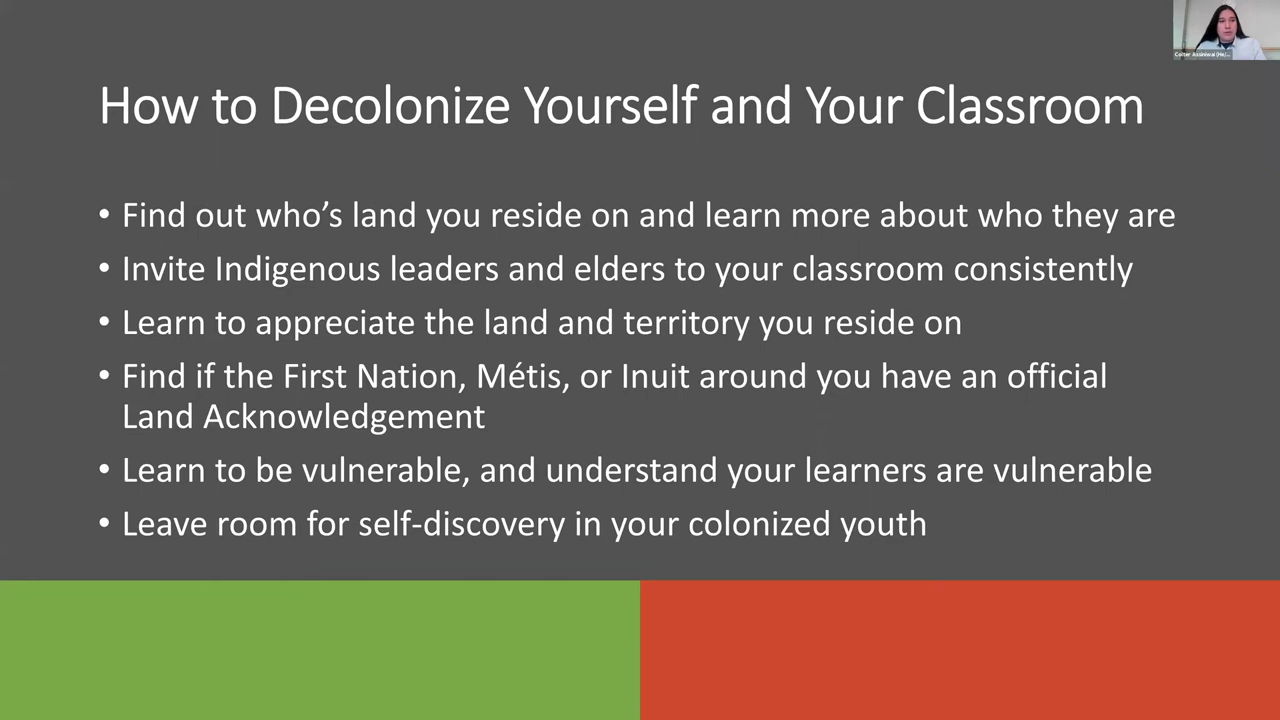 Colter Assiniwai (He/...
How to Decolonize Yourself and Your Classroom
• Find out who’s land you reside on and learn more about who they are
• Invite Indigenous leaders and elders to your classroom consistently
• Learn to appreciate the land and territory you reside on
• Find if the First Nation, Métis, or Inuit around you have an official
Land Acknowledgement
• Learn to be vulnerable, and understand your learners are vulnerable
• Leave room for self-discovery in your colonized youth